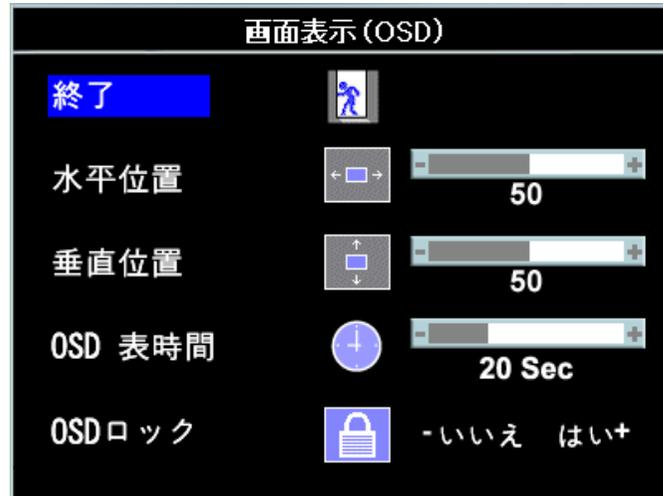 画面表示(OSD)
終了
水平位置 - +
50
垂直位置 - +
50
OSD 表時間 - +
20 Sec
OSDロック -いいえ はい+